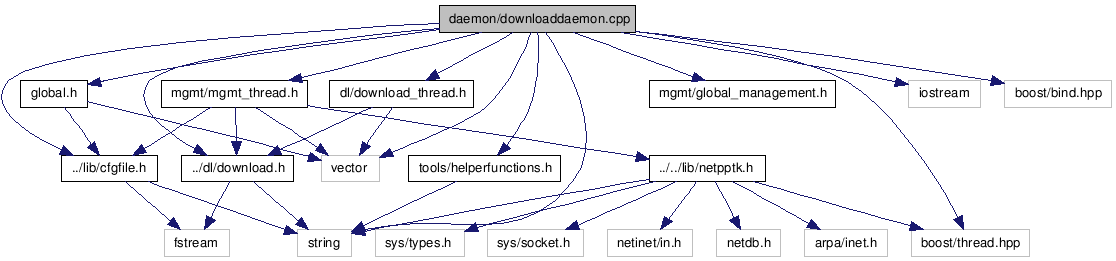 daemon/downloaddaemon.cpp
global.h
mgmt/mgmt_thread.h
dl/download_thread.h
mgmt/global_management.h
iostream
boost/bind.hpp
../lib/cfgfile.h
../dl/download.h
vector
tools/helperfunctions.h
../../lib/netpptk.h
fstream
string
sys/types.h
sys/socket.h
netinet/in.h
netdb.h
arpa/inet.h
boost/thread.hpp